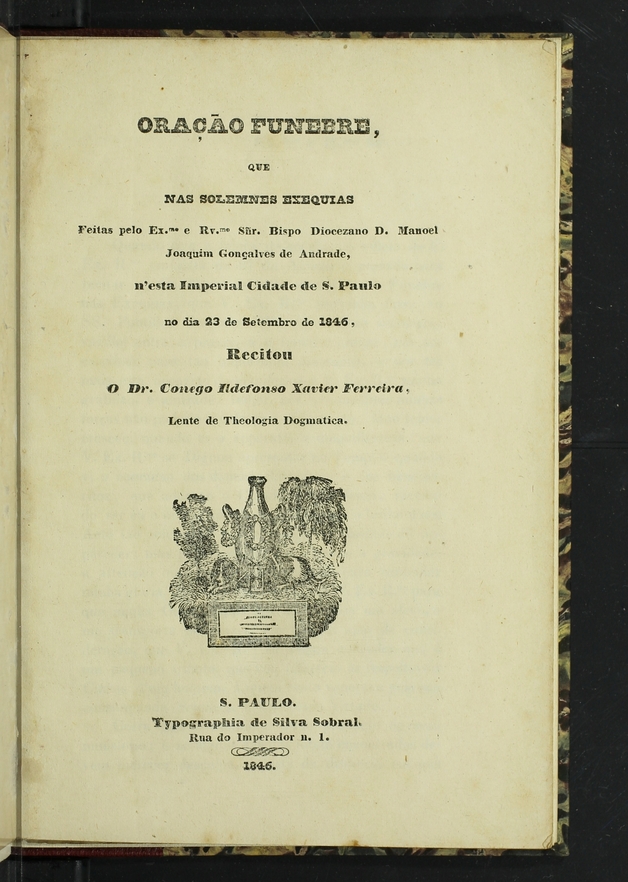 ORAÇÃO FUNEBRE,
QUE
NAS SOLEMNES EXEQUIAS
Feitas pelo Ex.mo e Rv.mo Sñr. Bispo Diocezano D. Manoel
Joaquim Gonçalves de Andrade,
n'esta Imperial Cidade de S. Paulo
no dia 23 de Setembro de 1846,
Recitou
O Dr. Conego Ildefonso Xavier Ferreira,
Lente de Theologia Dogmatica.
S. PAULO.
Typographia de Silva Sobral.
Rua do Imperador n. 1.
1846.